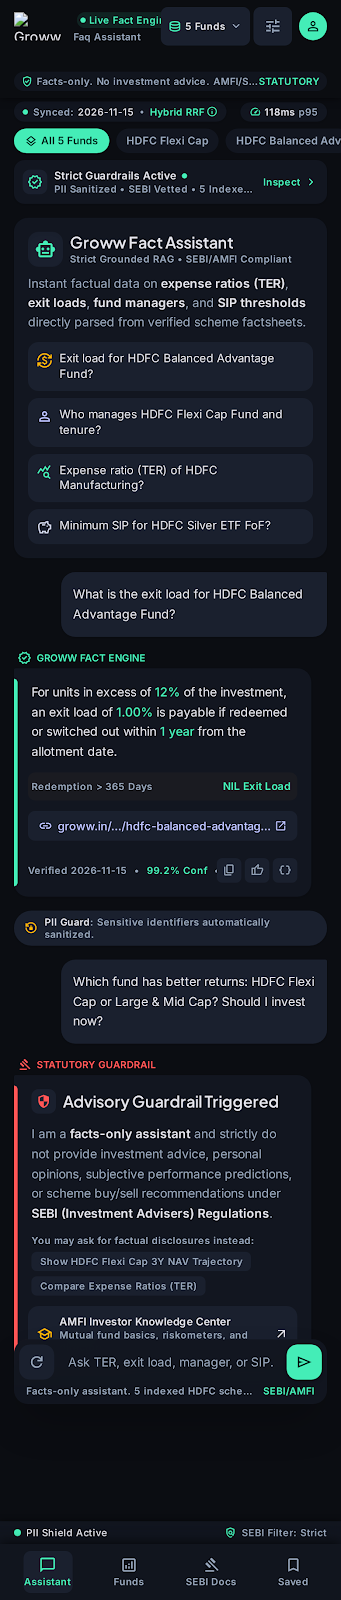 Groww
Live Fact Engin
Faq Assistant
5 Funds
Facts-only. No investment advice. AMFI/S...STATUTORY
Synced: 2026-11-15 • Hybrid RRF
118ms p95
All 5 Funds
HDFC Flexi Cap
HDFC Balanced Adv
Strict Guardrails Active
PII Sanitized • SEBI Vetted • 5 Indexe...
Inspect
Groww Fact Assistant
Strict Grounded RAG • SEBI/AMFI Compliant
Instant factual data on expense ratios (TER),
exit loads, fund managers, and SIP thresholds
directly parsed from verified scheme factsheets.
Exit load for HDFC Balanced Advantage
Fund?
Who manages HDFC Flexi Cap Fund and
tenure?
Expense ratio (TER) of HDFC
Manufacturing?
Minimum SIP for HDFC Silver ETF FoF?
What is the exit load for HDFC Balanced
Advantage Fund?
GROWW FACT ENGINE
For units in excess of 12% of the investment,
an exit load of 1.00% is payable if redeemed
or switched out within 1 year from the
allotment date.
Redemption > 365 Days
NIL Exit Load
groww.in/.../hdfc-balanced-advantag...
Verified 2026-11-15 • 99.2% Conf •
PII Guard: Sensitive identifiers automatically
sanitized.
Which fund has better returns: HDFC Flexi
Cap or Large & Mid Cap? Should I invest
now?
STATUTORY GUARDRAIL
Advisory Guardrail Triggered
I am a facts-only assistant and strictly do
not provide investment advice, personal
opinions, subjective performance predictions,
or scheme buy/sell recommendations under
SEBI (Investment Advisers) Regulations.
You may ask for factual disclosures instead:
Show HDFC Flexi Cap 3Y NAV Trajectory
Compare Expense Ratios (TER)
AMFI Investor Knowledge Center
Mutual fund basics, riskometers, and
Ask TER, exit load, manager, or SIP.
Facts-only assistant. 5 indexed HDFC sche...
SEBI/AMFI
PII Shield Active
SEBI Filter: Strict
Assistant
Funds
SEBI Docs
Saved